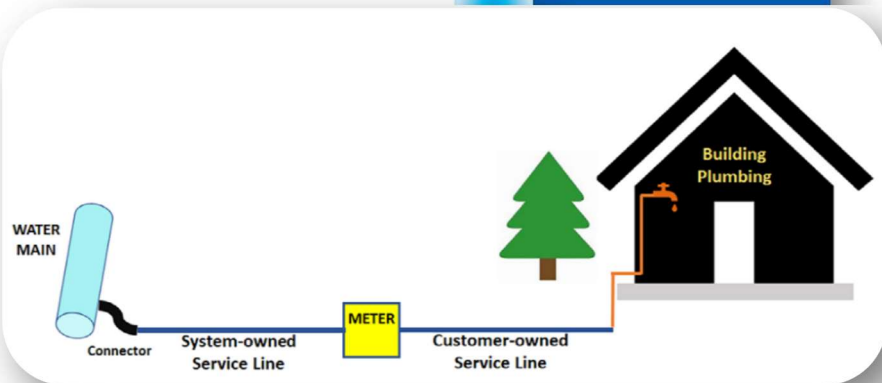 Building
Plumbing
WATER
MAIN
METER
Connector
System-owned
Service Line
Customer-owned
Service Line